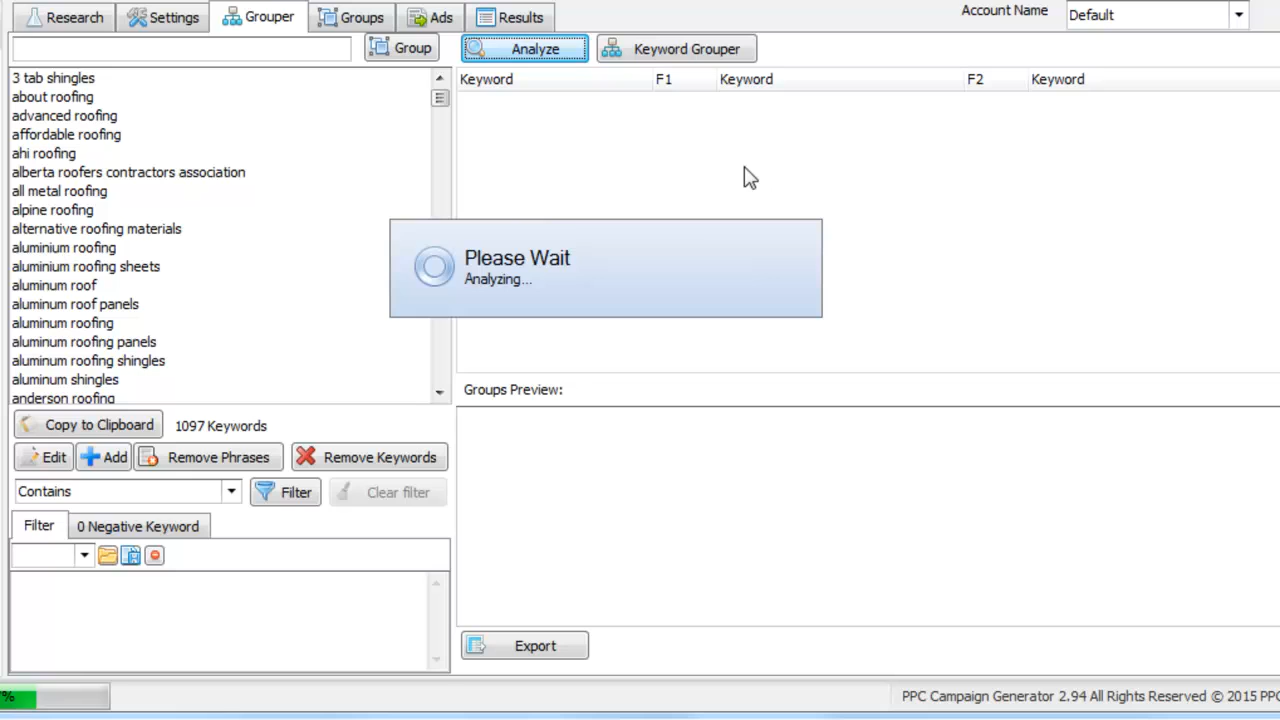 Research Settings Grouper Groups Ads Results Account Name Default
Group Analyze Keyword Grouper
Keyword F1 Keyword F2 Keyword
3 tab shingles
about roofing
advanced roofing
affordable roofing
ahi roofing
alberta roofers contractors association
all metal roofing
alpine roofing
alternative roofing materials
aluminium roofing
aluminium roofing sheets
aluminum roof
aluminum roof panels
aluminum roofing
aluminum roofing panels
aluminum roofing shingles
aluminum shingles
anderson roofing
Please Wait
Analyzing...
Groups Preview:
Copy to Clipboard 1097 Keywords
Edit Add Remove Phrases Remove Keywords
Contains Filter Clear filter
Filter 0 Negative Keyword
Export
% PPC Campaign Generator 2.94 All Rights Reserved © 2015 PPC